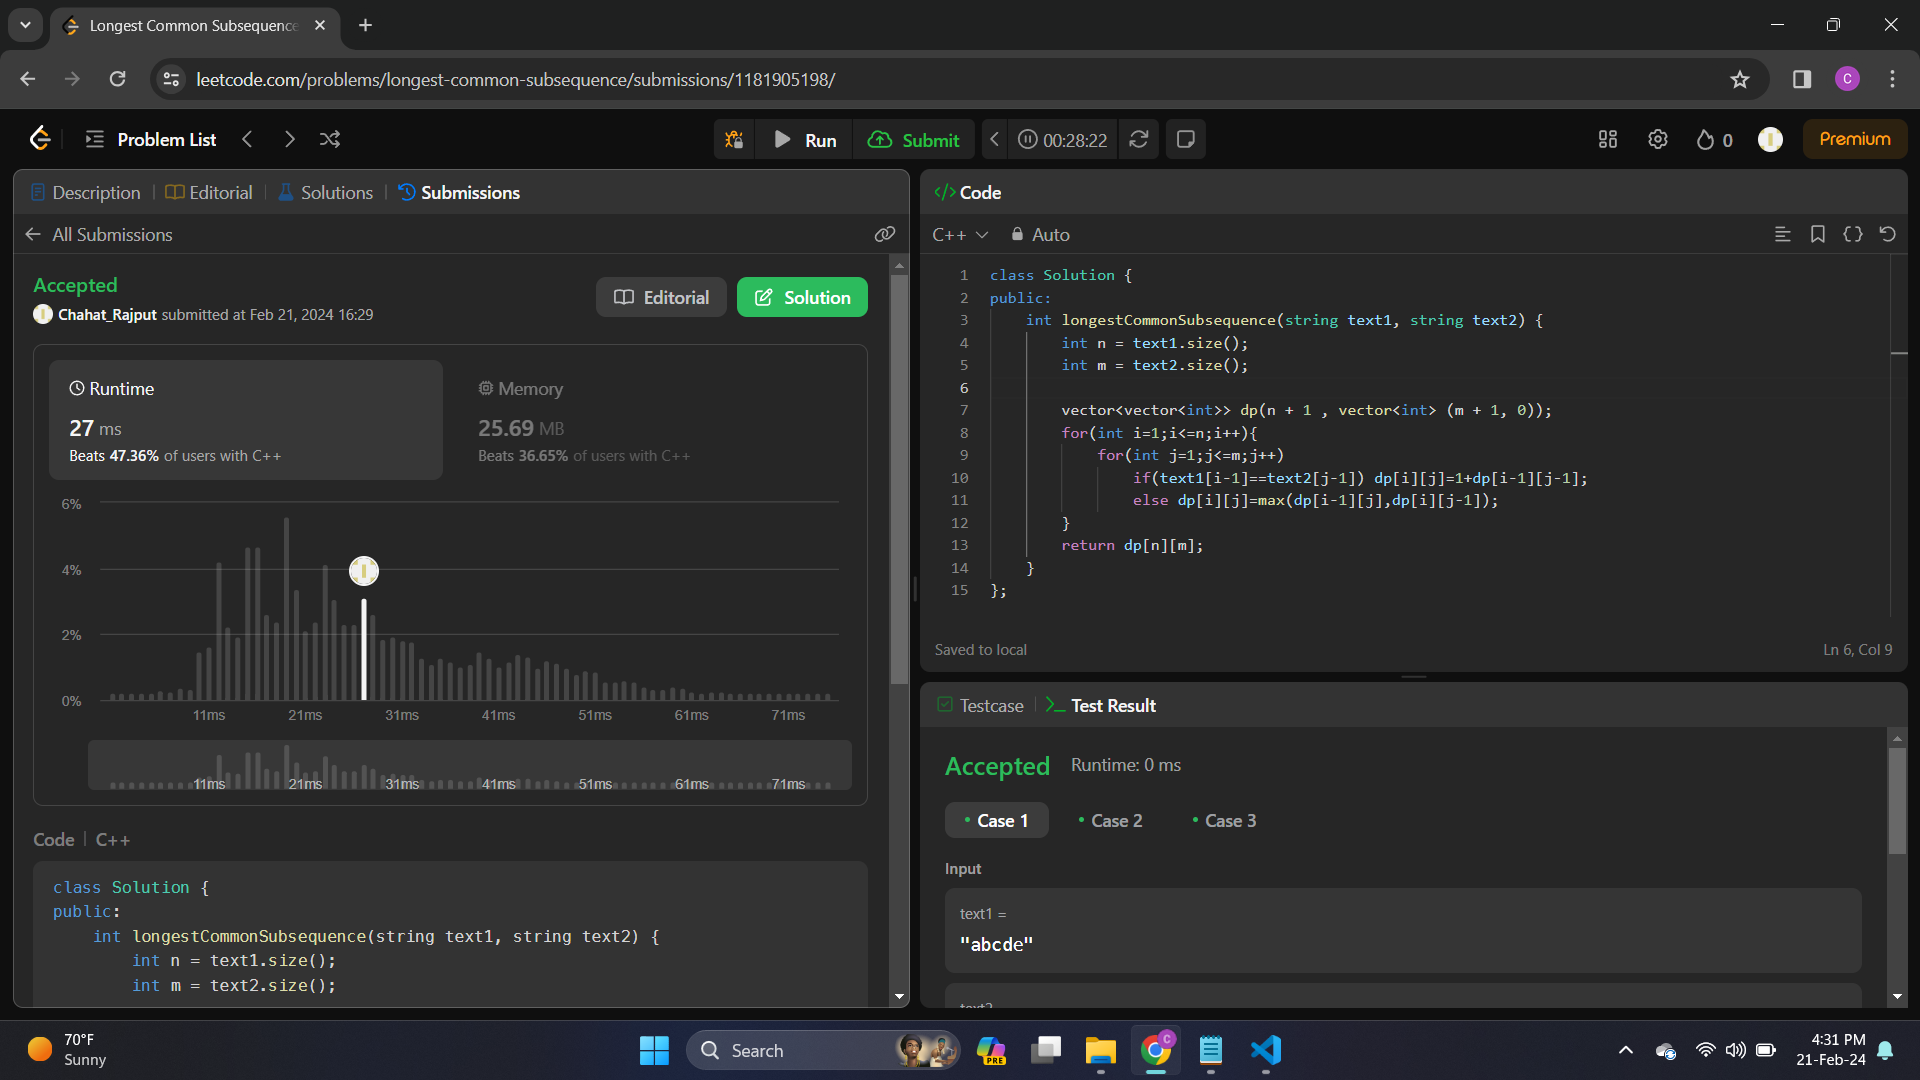 Longest Common Subsequence
leetcode.com/problems/longest-common-subsequence/submissions/1181905198/
C
Problem List
Run
Submit
00:28:22
0
Premium
Description
Editorial
Solutions
Submissions
All Submissions
Accepted
Chahat_Rajput submitted at Feb 21, 2024 16:29
Editorial
Solution
Runtime
27 ms
Beats 47.36% of users with C++
Memory
25.69 MB
Beats 36.65% of users with C++
6%
4%
2%
0%
11ms 21ms 31ms 41ms 51ms 61ms 71ms
11ms 21ms 31ms 41ms 51ms 61ms 71ms
Code | C++
class Solution {
public:
int longestCommonSubsequence(string text1, string text2) {
int n = text1.size();
int m = text2.size();
</> Code
C++
Auto
1 class Solution {
2 public:
3 int longestCommonSubsequence(string text1, string text2) {
4 int n = text1.size();
5 int m = text2.size();
6
7 vector<vector<int>> dp(n + 1 , vector<int> (m + 1, 0));
8 for(int i=1;i<=n;i++){
9 for(int j=1;j<=m;j++)
10 if(text1[i-1]==text2[j-1]) dp[i][j]=1+dp[i-1][j-1];
11 else dp[i][j]=max(dp[i-1][j],dp[i][j-1]);
12 }
13 return dp[n][m];
14 }
15 };
Saved to local
Ln 6, Col 9
Testcase
Test Result
Accepted
Runtime: 0 ms
Case 1
Case 2
Case 3
Input
text1 =
"abcde"
70°F
Sunny
Search
PRE
C
4:31 PM
21-Feb-24